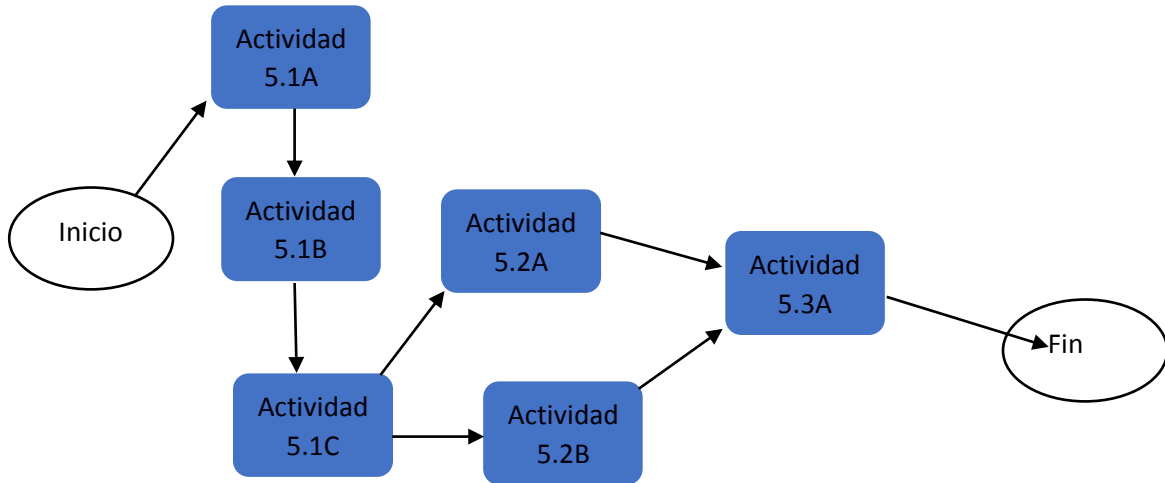 Inicio
Actividad
5.1A
Actividad
5.1B
Actividad
5.1C
Actividad
5.2A
Actividad
5.2B
Actividad
5.3A
Fin